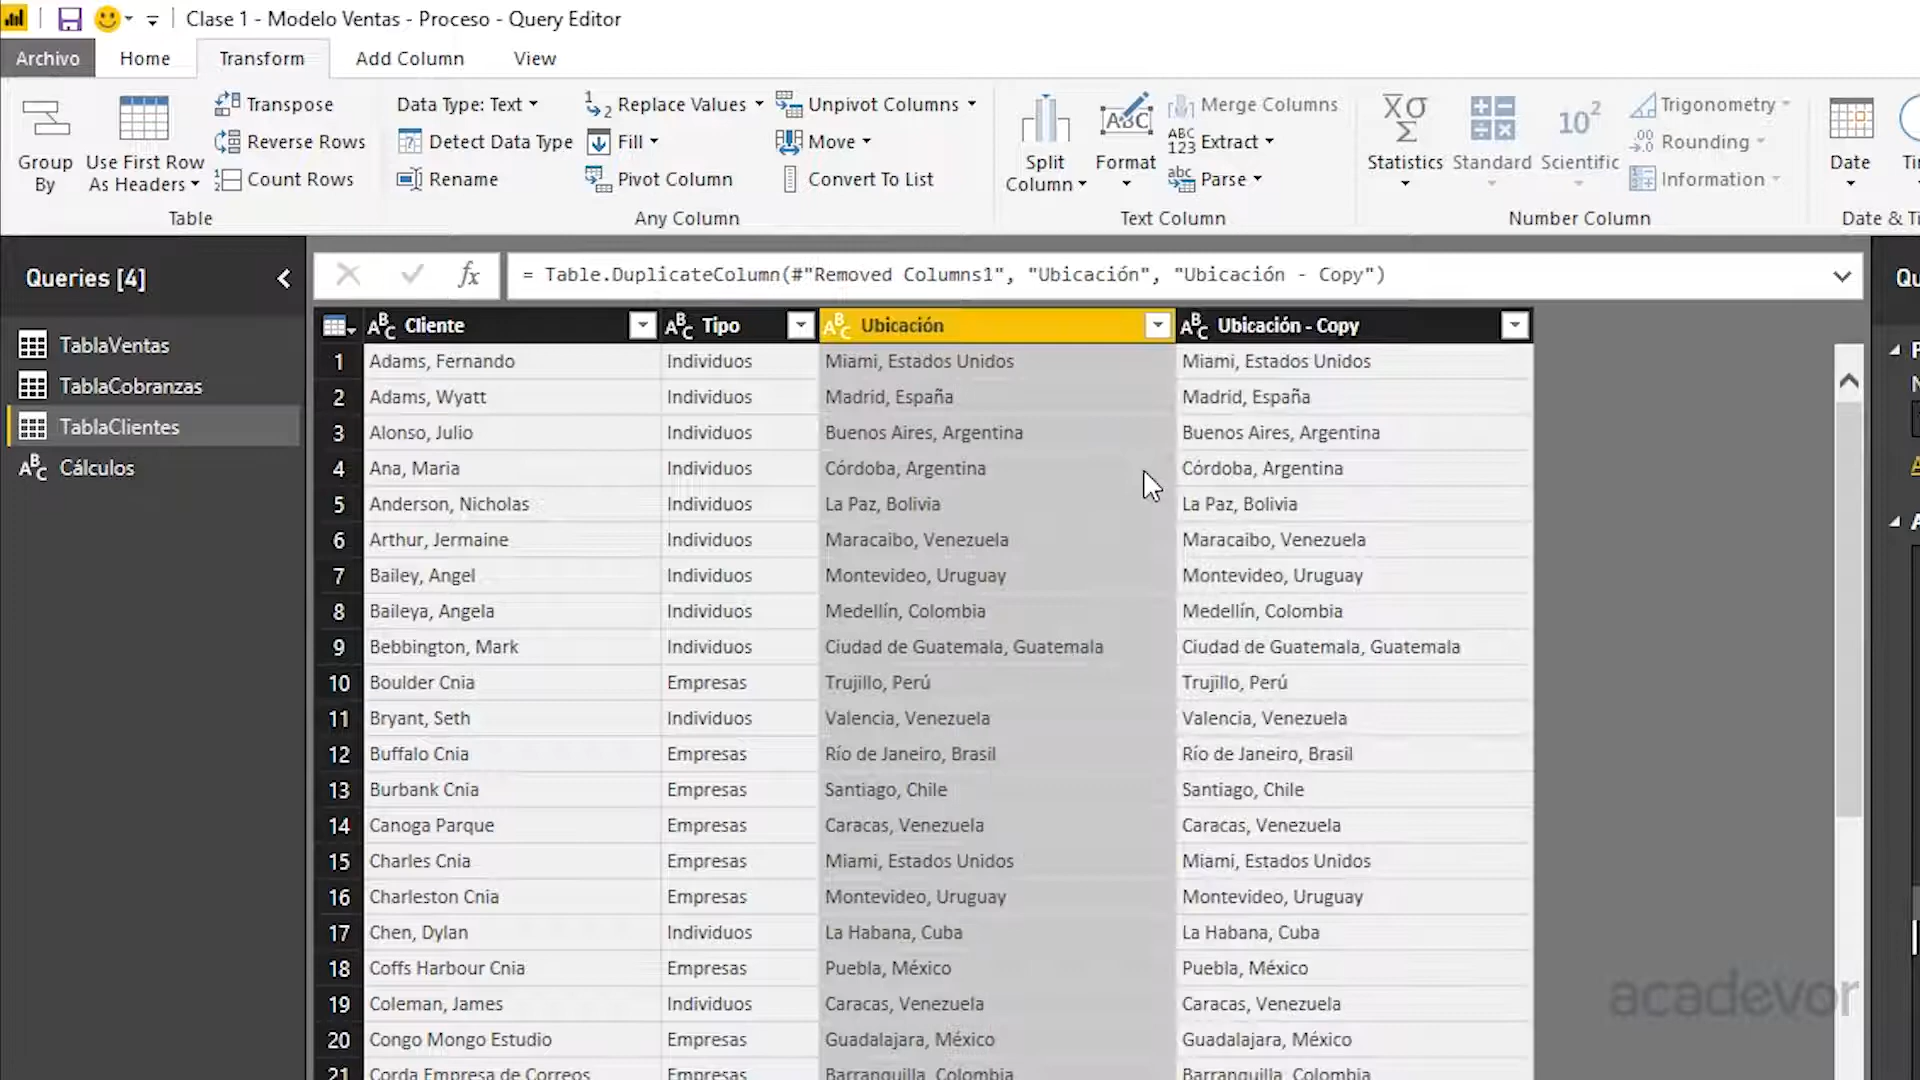 Clase 1 - Modelo Ventas - Proceso - Query Editor
Archivo Home Transform Add Column View
Group By
Use First Row As Headers
Transpose
Reverse Rows
Count Rows
Table
Data Type: Text
Detect Data Type
Rename
Replace Values
Fill
Pivot Column
Unpivot Columns
Move
Convert To List
Any Column
Split Column
Format
Merge Columns
Extract
Parse
Text Column
Statistics
Standard
Scientific
Trigonometry
Rounding
Information
Number Column
Date
Date &
Queries [4]
TablaVentas
TablaCobranzas
TablaClientes
Cálculos
fx = Table.DuplicateColumn(#"Removed Columns1", "Ubicación", "Ubicación - Copy")
Cliente Tipo Ubicación Ubicación - Copy
1 Adams, Fernando Individuos Miami, Estados Unidos Miami, Estados Unidos
2 Adams, Wyatt Individuos Madrid, España Madrid, España
3 Alonso, Julio Individuos Buenos Aires, Argentina Buenos Aires, Argentina
4 Ana, Maria Individuos Córdoba, Argentina Córdoba, Argentina
5 Anderson, Nicholas Individuos La Paz, Bolivia La Paz, Bolivia
6 Arthur, Jermaine Individuos Maracaibo, Venezuela Maracaibo, Venezuela
7 Bailey, Angel Individuos Montevideo, Uruguay Montevideo, Uruguay
8 Baileya, Angela Individuos Medellín, Colombia Medellín, Colombia
9 Bebbington, Mark Individuos Ciudad de Guatemala, Guatemala Ciudad de Guatemala, Guatemala
10 Boulder Cnia Empresas Trujillo, Perú Trujillo, Perú
11 Bryant, Seth Individuos Valencia, Venezuela Valencia, Venezuela
12 Buffalo Cnia Empresas Río de Janeiro, Brasil Río de Janeiro, Brasil
13 Burbank Cnia Empresas Santiago, Chile Santiago, Chile
14 Canoga Parque Empresas Caracas, Venezuela Caracas, Venezuela
15 Charles Cnia Empresas Miami, Estados Unidos Miami, Estados Unidos
16 Charleston Cnia Empresas Montevideo, Uruguay Montevideo, Uruguay
17 Chen, Dylan Individuos La Habana, Cuba La Habana, Cuba
18 Coffs Harbour Cnia Empresas Puebla, México Puebla, México
19 Coleman, James Individuos Caracas, Venezuela Caracas, Venezuela
20 Congo Mongo Estudio Empresas Guadalajara, México Guadalajara, México
21 Corda Empresa de Correos Empresas Barranquilla, Colombia Barranquilla, Colombia
acadevor